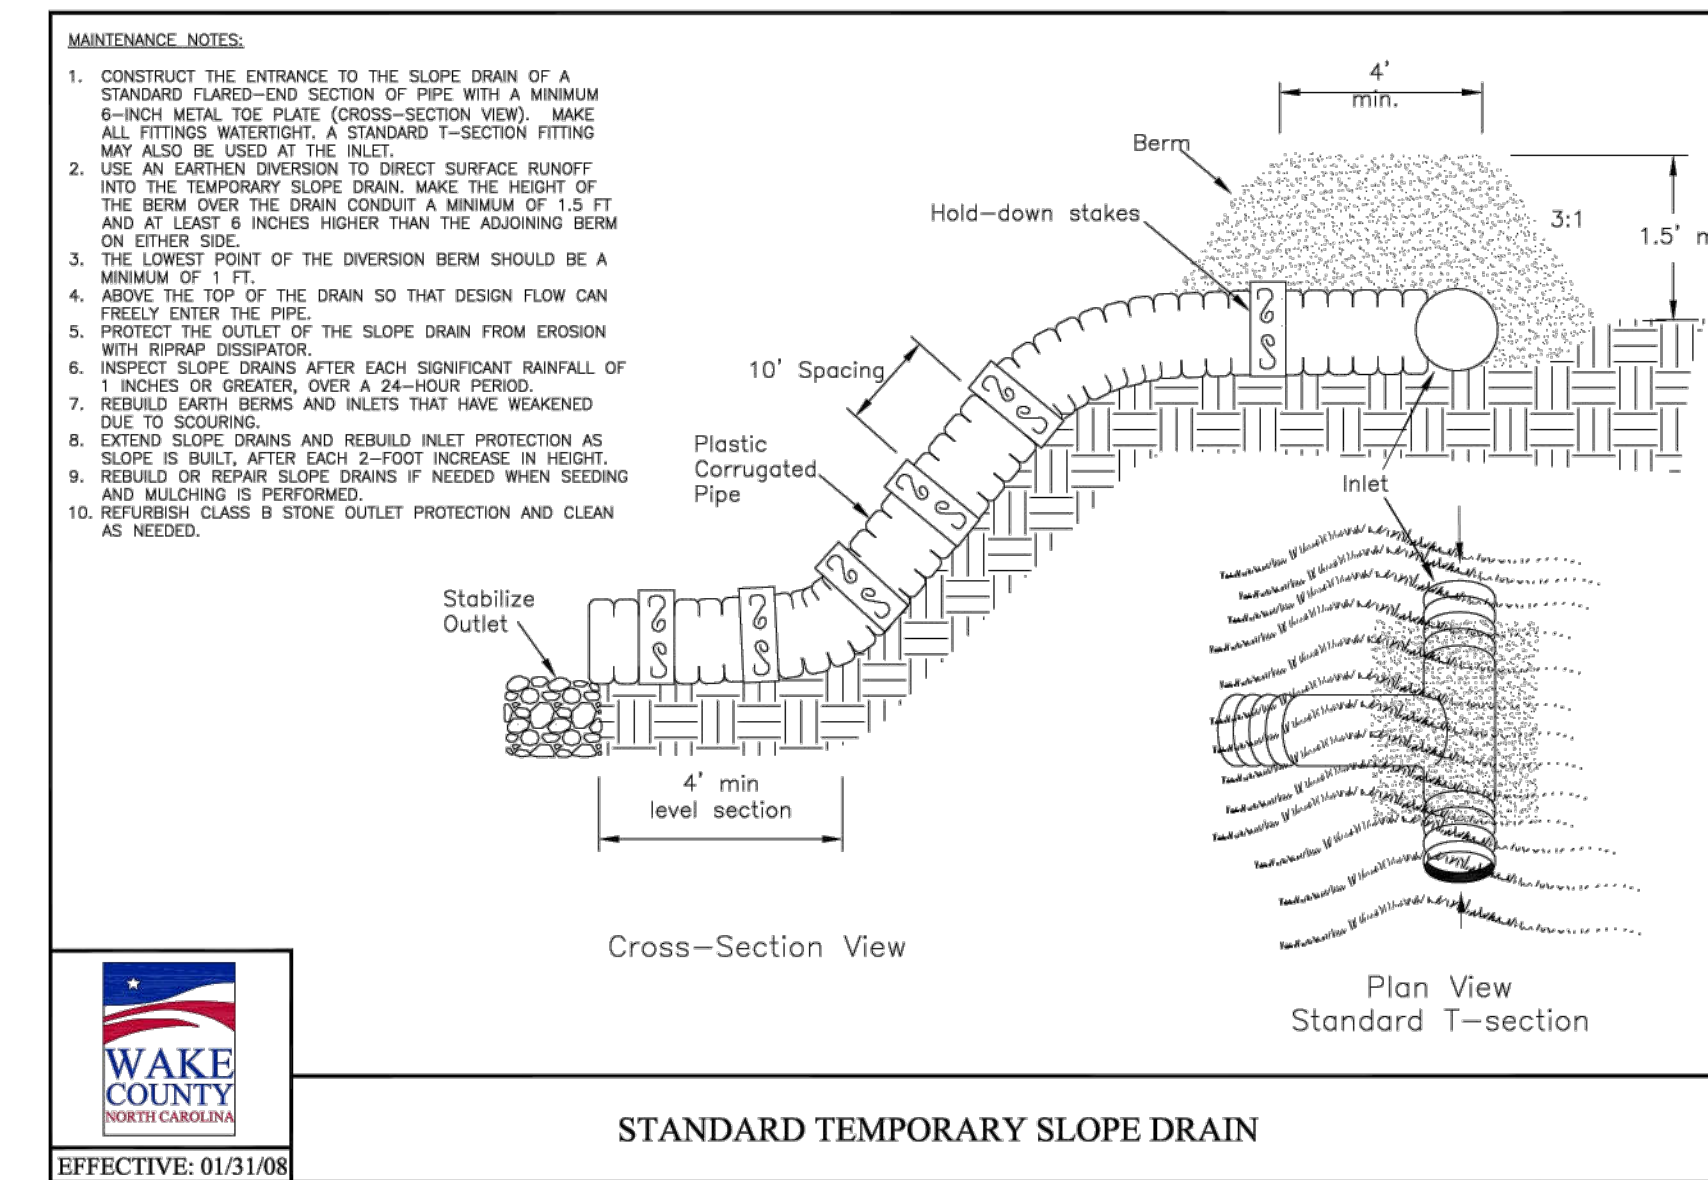 MAINTENANCE NOTES:
1. CONSTRUCT THE ENTRANCE TO THE SLOPE DRAIN OF A
STANDARD FLARED-END SECTION OF PIPE WITH A MINIMUM
6-INCH METAL TOE PLATE (CROSS-SECTION VIEW). MAKE
ALL FITTINGS WATERTIGHT. A STANDARD T-SECTION FITTING
MAY ALSO BE USED AT THE INLET.
2. USE AN EARTHEN DIVERSION TO DIRECT SURFACE RUNOFF
INTO THE TEMPORARY SLOPE DRAIN. MAKE THE HEIGHT OF
THE BERM OVER THE DRAIN CONDUIT A MINIMUM OF 1.5 FT
AND AT LEAST 6 INCHES HIGHER THAN THE ADJOINING BERM
ON EITHER SIDE.
3. THE LOWEST POINT OF THE DIVERSION BERM SHOULD BE A
MINIMUM OF 1 FT.
4. ABOVE THE TOP OF THE DRAIN SO THAT DESIGN FLOW CAN
FREELY ENTER THE PIPE.
5. PROTECT THE OUTLET OF THE SLOPE DRAIN FROM EROSION
WITH RIPRAP DISSIPATOR.
6. INSPECT SLOPE DRAINS AFTER EACH SIGNIFICANT RAINFALL OF
1 INCHES OR GREATER, OVER A 24-HOUR PERIOD.
7. REBUILD EARTH BERMS AND INLETS THAT HAVE WEAKENED
DUE TO SCOURING.
8. EXTEND SLOPE DRAINS AND REBUILD INLET PROTECTION AS
SLOPE IS BUILT, AFTER EACH 2-FOOT INCREASE IN HEIGHT.
9. REBUILD OR REPAIR SLOPE DRAINS IF NEEDED WHEN SEEDING
AND MULCHING IS PERFORMED.
10. REFURBISH CLASS B STONE OUTLET PROTECTION AND CLEAN
AS NEEDED.
4'
min.
Berm
Hold-down stakes
3:1
1.5' m
10' Spacing
Plastic
Corrugated
Pipe
Inlet
Stabilize
Outlet
4' min
level section
Cross-Section View
Plan View
Standard T-section
WAKE
COUNTY
NORTH CAROLINA
STANDARD TEMPORARY SLOPE DRAIN
EFFECTIVE: 01/31/08